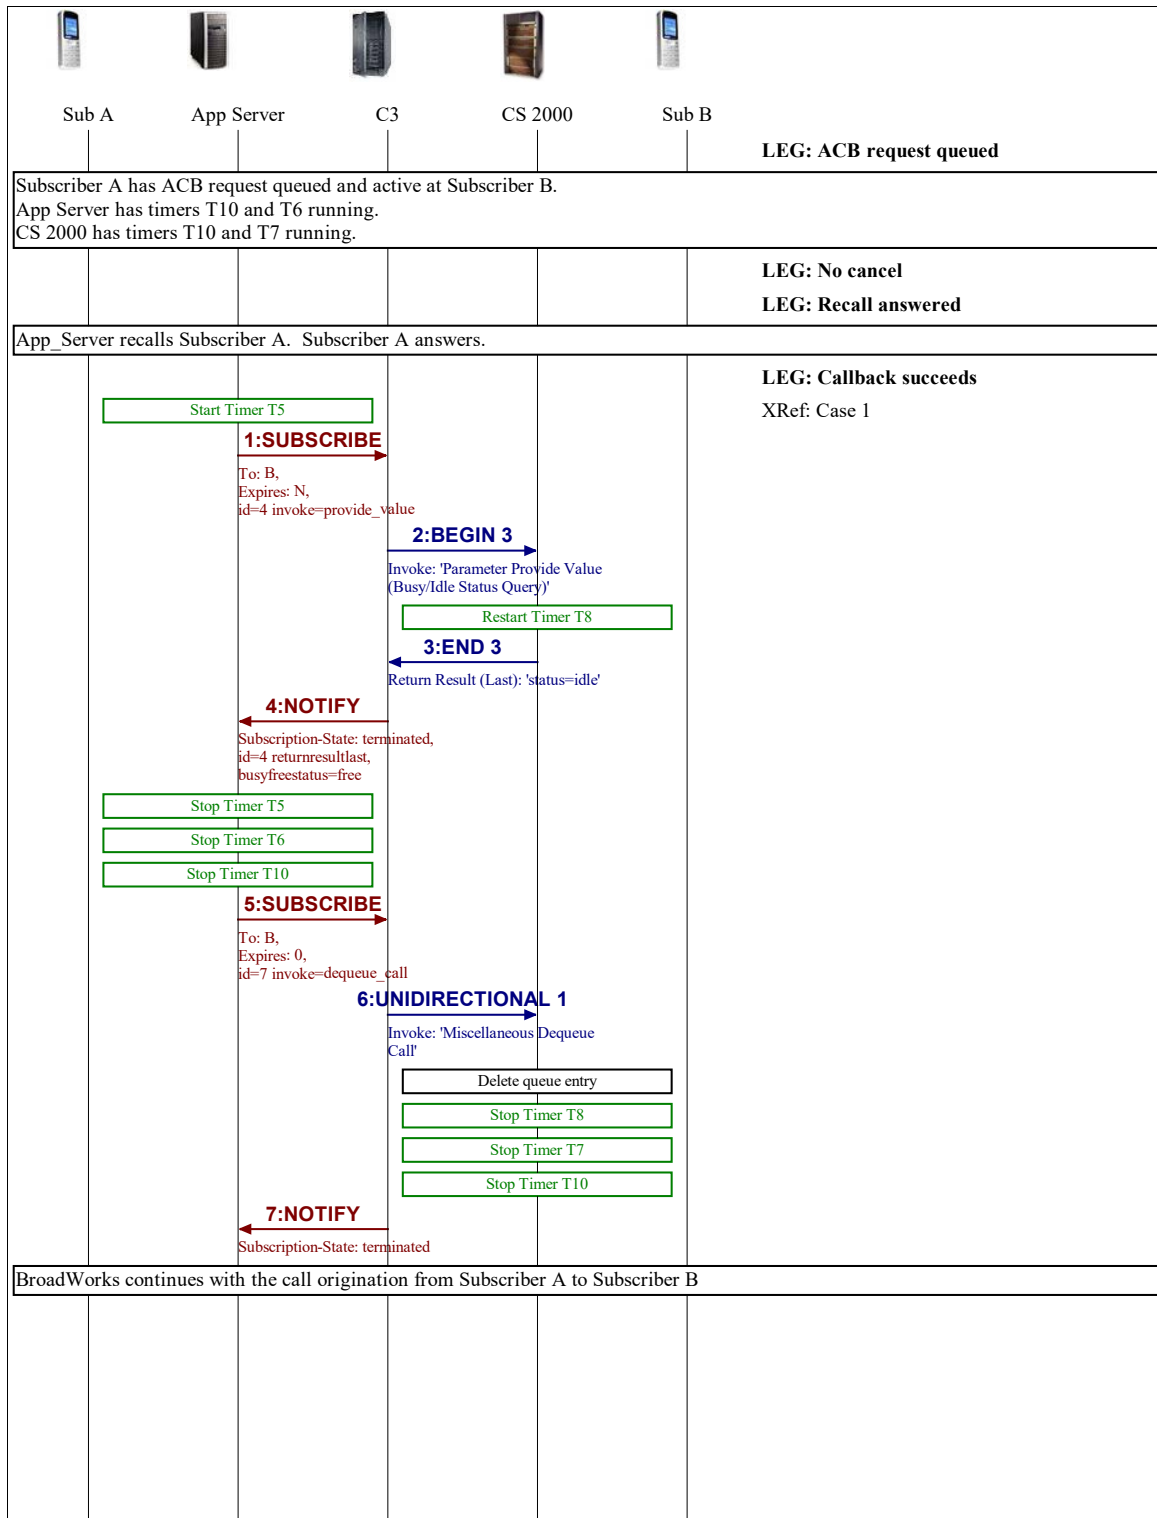 Sub A
App Server
C3
CS 2000
Sub B
LEG: ACB request queued
Subscriber A has ACB request queued and active at Subscriber B.
App Server has timers T10 and T6 running.
CS 2000 has timers T10 and T7 running.
LEG: No cancel
LEG: Recall answered
App_Server recalls Subscriber A.  Subscriber A answers.
LEG: Callback succeeds
Start Timer T5
XRef: Case 1
1:SUBSCRIBE
To: B,
Expires: N,
id=4 invoke=provide_value
2:BEGIN 3
Invoke: 'Parameter Provide Value
(Busy/Idle Status Query)'
Restart Timer T8
3:END 3
Return Result (Last): 'status=idle'
4:NOTIFY
Subscription-State: terminated,
id=4 returnresultlast,
busyfreestatus=free
Stop Timer T5
Stop Timer T6
Stop Timer T10
5:SUBSCRIBE
To: B,
Expires: 0,
id=7 invoke=dequeue_call
6:UNIDIRECTIONAL 1
Invoke: 'Miscellaneous Dequeue
Call'
Delete queue entry
Stop Timer T8
Stop Timer T7
Stop Timer T10
7:NOTIFY
Subscription-State: terminated
BroadWorks continues with the call origination from Subscriber A to Subscriber B